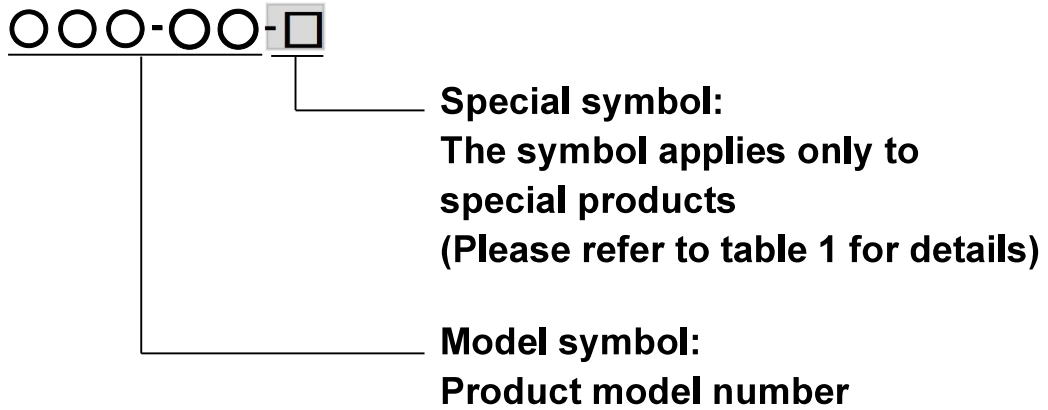 ○○○-○○-□
Special symbol:
The symbol applies only to
special products
(Please refer to table 1 for details)
Model symbol:
Product model number